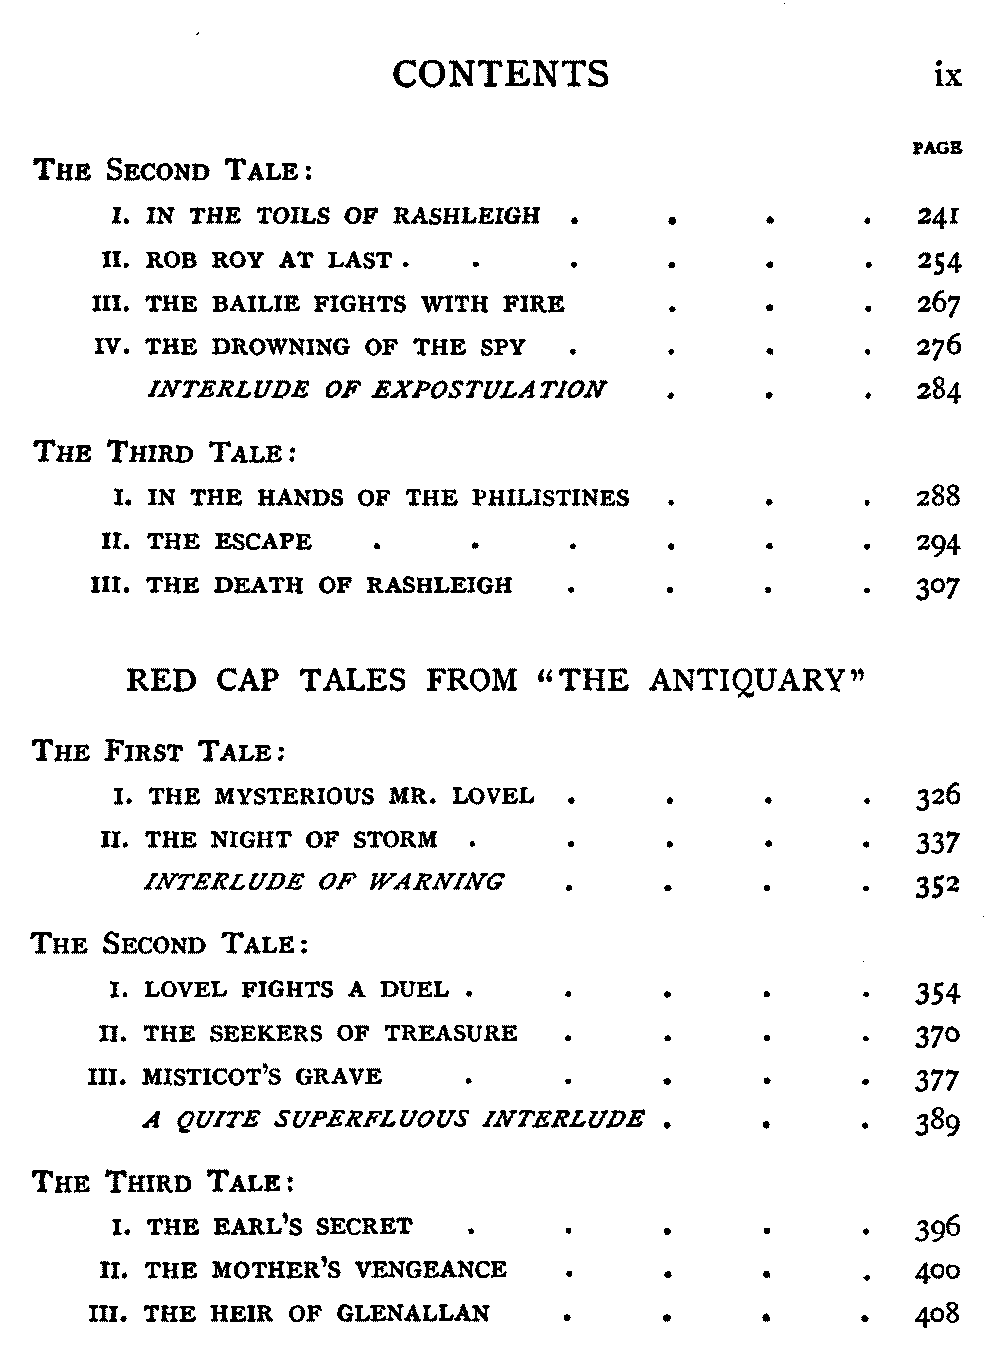 CONTENTS ix
PAGE
THE SECOND TALE:
I. IN THE TOILS OF RASHLEIGH . . . . 241
II. ROB ROY AT LAST . . . . . . 254
III. THE BAILIE FIGHTS WITH FIRE . . . 267
IV. THE DROWNING OF THE SPY . . . . 276
INTERLUDE OF EXPOSTULATION . . . 284
THE THIRD TALE:
I. IN THE HANDS OF THE PHILISTINES . . . 288
II. THE ESCAPE . . . . . . 294
III. THE DEATH OF RASHLEIGH . . . . 307
RED CAP TALES FROM “THE ANTIQUARY”
THE FIRST TALE:
I. THE MYSTERIOUS MR. LOVEL . . . . 326
II. THE NIGHT OF STORM . . . . . 337
INTERLUDE OF WARNING . . . . 352
THE SECOND TALE:
I. LOVEL FIGHTS A DUEL . . . . . 354
II. THE SEEKERS OF TREASURE . . . . 370
III. MISTICOT'S GRAVE . . . . . 377
A QUITE SUPERFLUOUS INTERLUDE . . . 389
THE THIRD TALE:
I. THE EARL'S SECRET . . . . . 396
II. THE MOTHER'S VENGEANCE . . . . 400
III. THE HEIR OF GLENALLAN . . . . 408